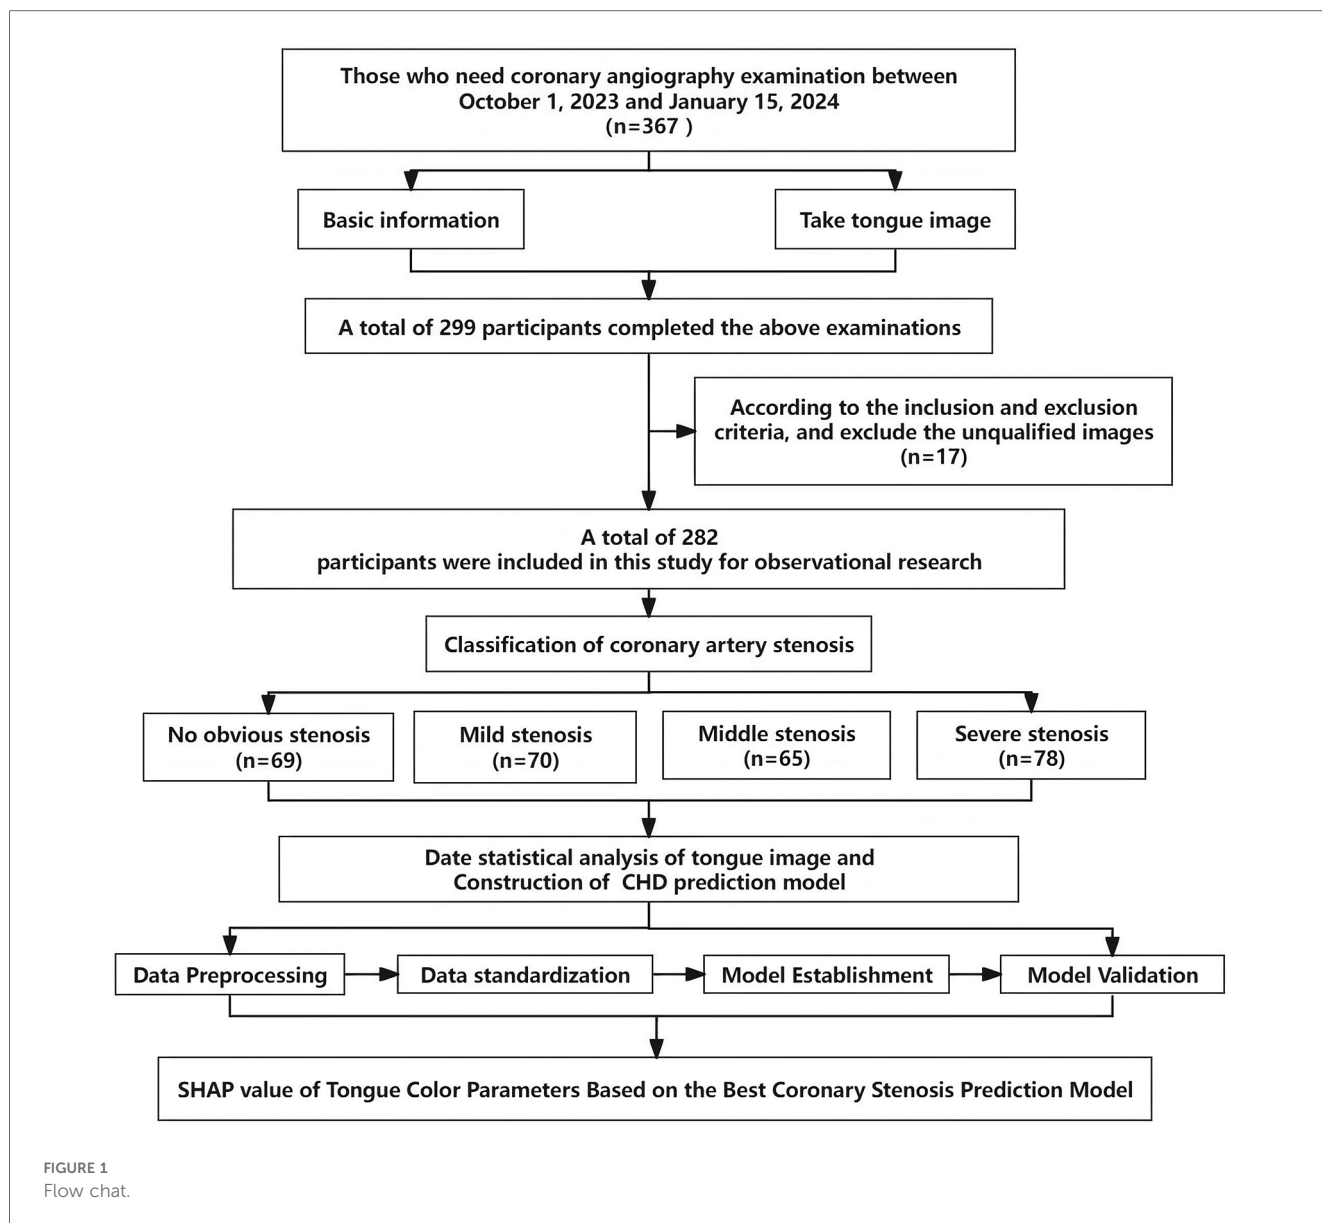 Those who need coronary angiography examination between
October 1, 2023 and January 15, 2024
(n=367 )
Basic information
Take tongue image
A total of 299 participants completed the above examinations
According to the inclusion and exclusion
criteria, and exclude the unqualified images
(n=17)
A total of 282
participants were included in this study for observational research
Classification of coronary artery stenosis
No obvious stenosis
(n=69)
Mild stenosis
(n=70)
Middle stenosis
(n=65)
Severe stenosis
(n=78)
Date statistical analysis of tongue image and
Construction of  CHD prediction model
Data Preprocessing
Data standardization
Model Establishment
Model Validation
SHAP value of Tongue Color Parameters Based on the Best Coronary Stenosis Prediction Model
FIGURE 1
Flow chat.